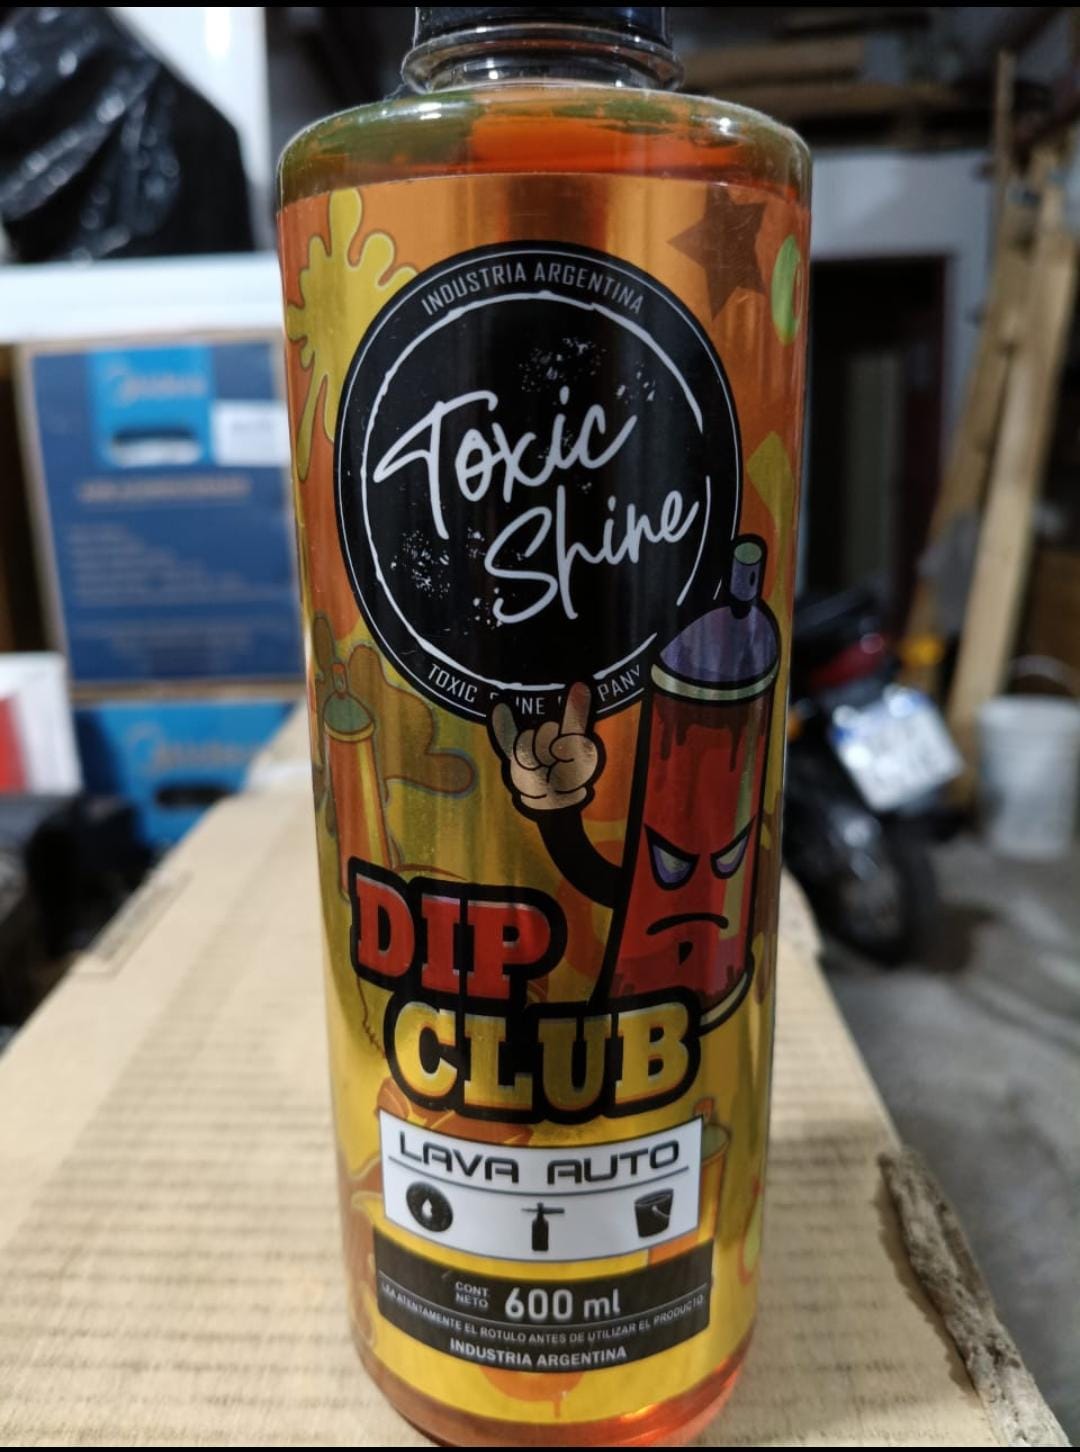 INDUSTRIA ARGENTINA
Toxic
Shine
DIP
CLUB
LAVA AUTO
CONT.
NETO 600 ml
LEA ATENTAMENTE EL ROTULO ANTES DE UTILIZAR EL PRODUCTO.
INDUSTRIA ARGENTINA
TOXIC